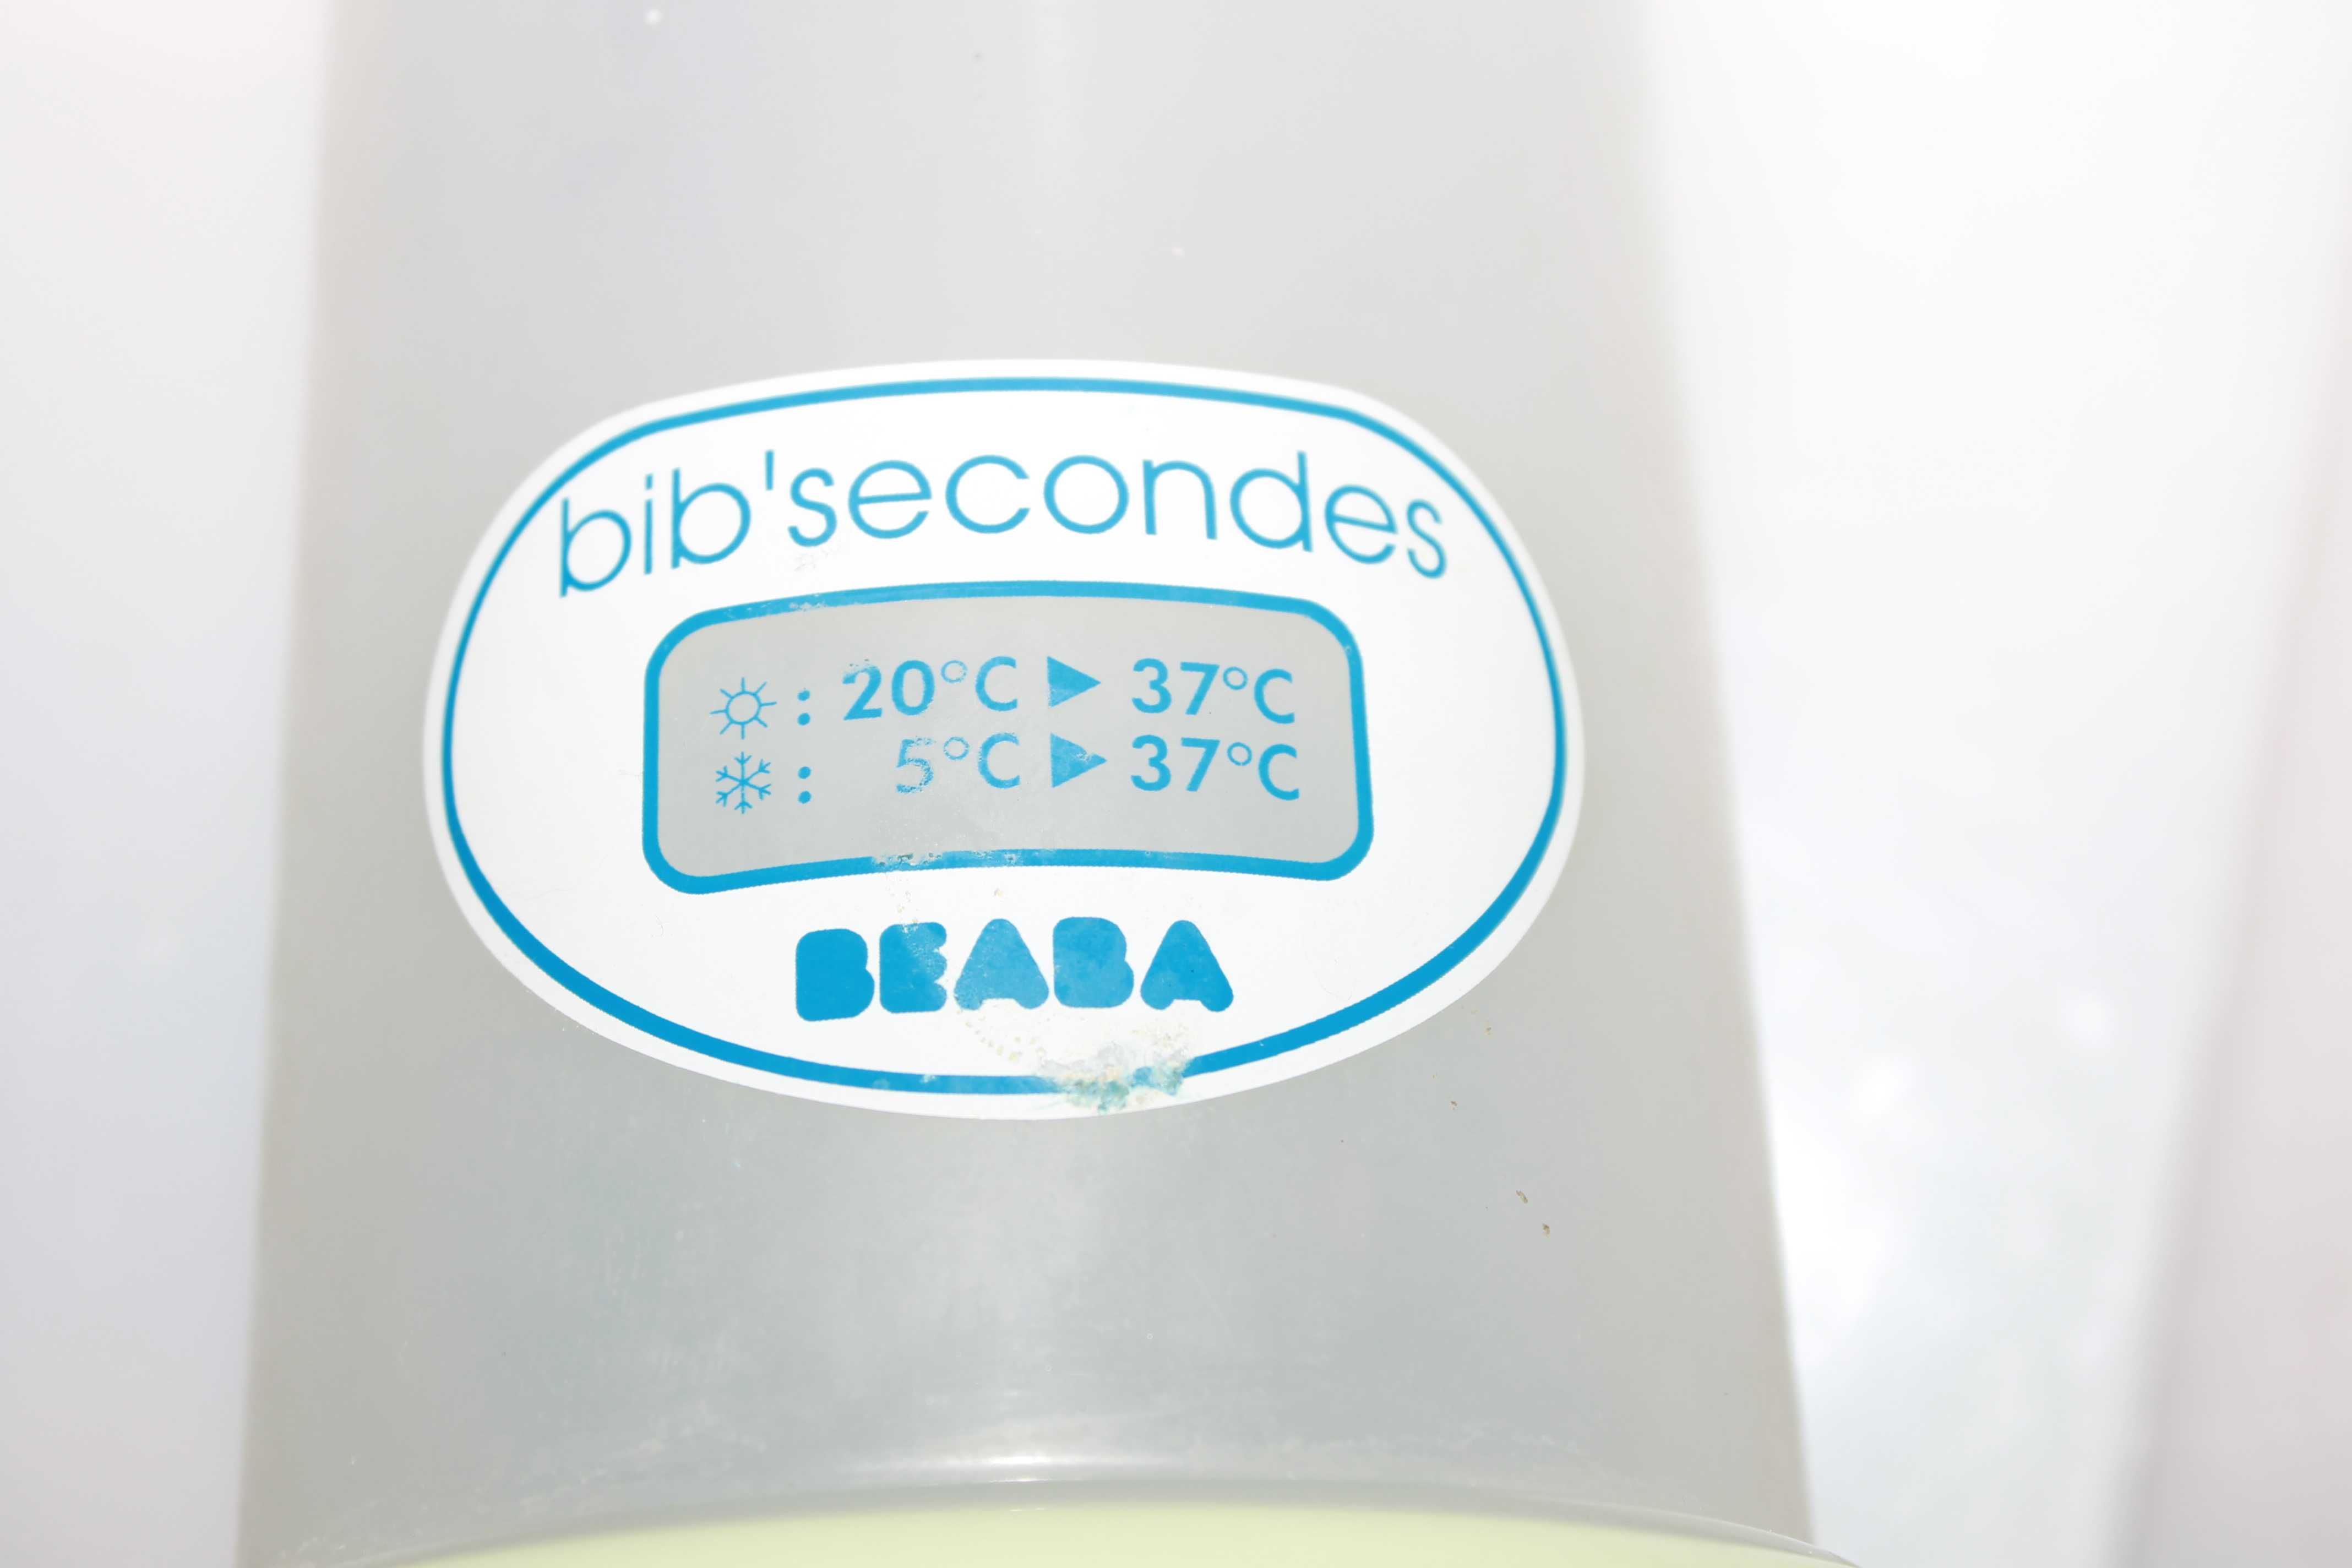 bib'secondes
: 20°C ▶ 37°C
: 5°C ▶ 37°C
BEABA